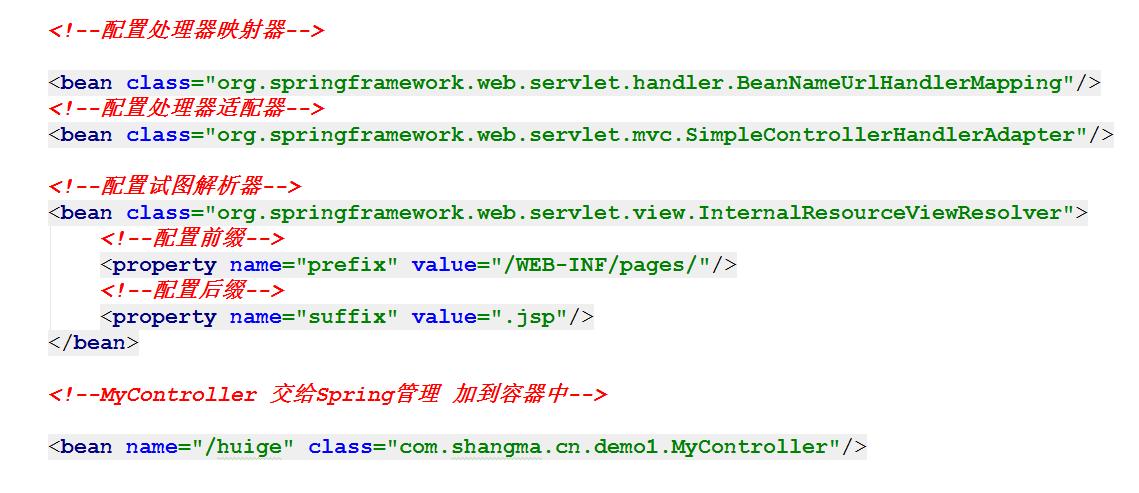 <!--配置处理器映射器-->
<bean class="org.springframework.web.servlet.handler.BeanNameUrlHandlerMapping"/>
<!--配置处理器适配器-->
<bean class="org.springframework.web.servlet.mvc.SimpleControllerHandlerAdapter"/>
<!--配置试图解析器-->
<bean class="org.springframework.web.servlet.view.InternalResourceViewResolver">
<!--配置前缀-->
<property name="prefix" value="/WEB-INF/pages/"/>
<!--配置后缀-->
<property name="suffix" value=".jsp"/>
</bean>
<!--MyController 交给Spring管理 加到容器中-->
<bean name="/huige" class="com.shangma.cn.demo1.MyController"/>